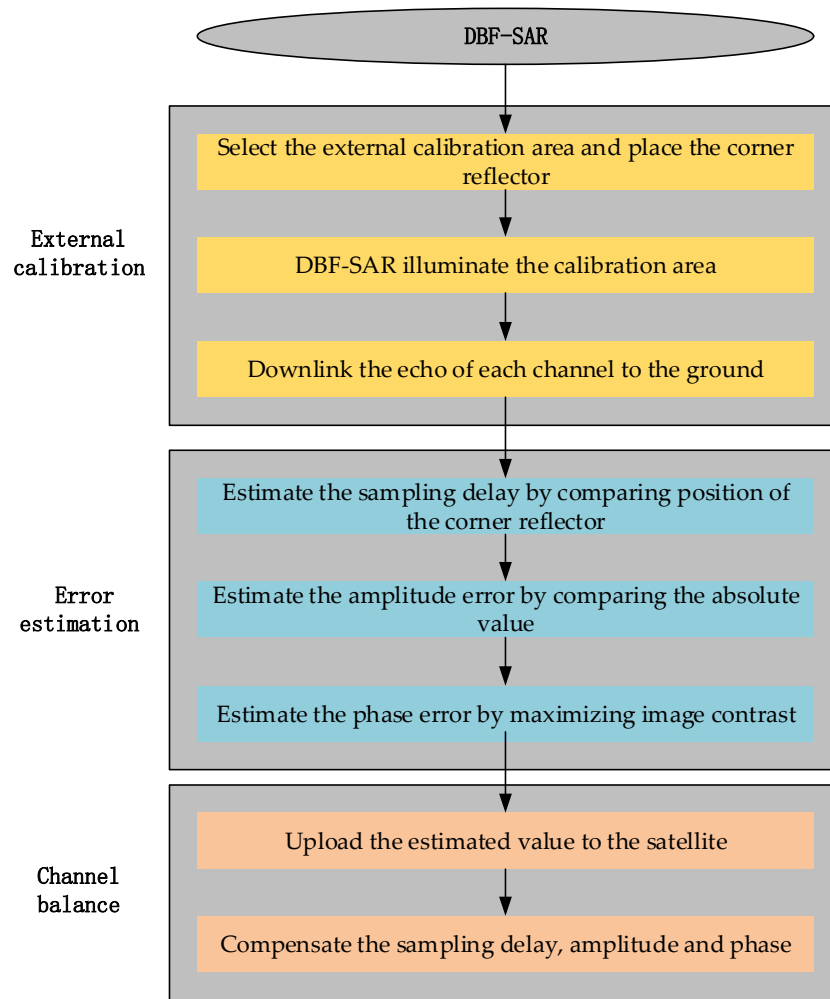 DBF-SAR
External
calibration
Select the external calibration area and place the corner
reflector
DBF-SAR illuminate the calibration area
Downlink the echo of each channel to the ground
Error
estimation
Estimate the sampling delay by comparing position of
the corner reflector
Estimate the amplitude error by comparing the absolute
value
Estimate the phase error by maximizing image contrast
Channel
balance
Upload the estimated value to the satellite
Compensate the sampling delay, amplitude and phase